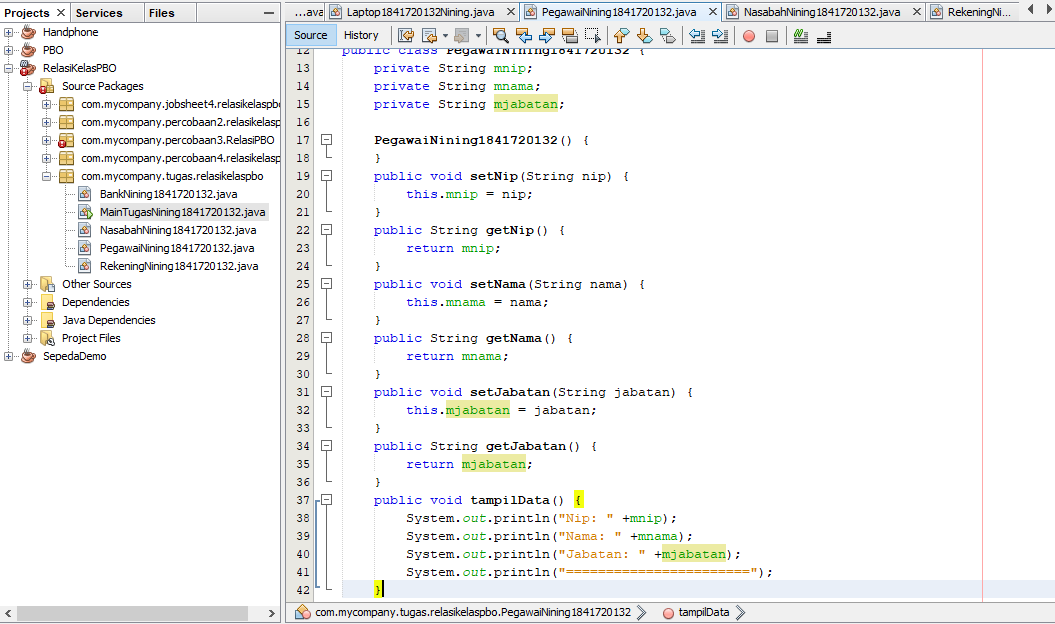 Projects × Services Files
Handphone
PBO
RelasiKelasPBO
Source Packages
com.mycompany.jobsheet4.relasikelaspbo
com.mycompany.percobaan2.relasikelasp
com.mycompany.percobaan3.RelasiPBO
com.mycompany.percobaan4.relasikelasp
com.mycompany.tugas.relasikelaspbo
BankNining1841720132.java
MainTugasNining1841720132.java
NasabahNining1841720132.java
PegawaiNining1841720132.java
RekeningNining1841720132.java
Other Sources
Dependencies
Java Dependencies
Project Files
SepedaDemo
...ava Laptop1841720132Nining.java × PegawaiNining1841720132.java × NasabahNining1841720132.java × RekeningNi...
Source History
12 public class PegawaiNining1841720132 {
13 private String mnip;
14 private String mnama;
15 private String mjabatan;
16
17 PegawaiNining1841720132() {
18 }
19 public void setNip(String nip) {
20 this.mnip = nip;
21 }
22 public String getNip() {
23 return mnip;
24 }
25 public void setNama(String nama) {
26 this.mnama = nama;
27 }
28 public String getNama() {
29 return mnama;
30 }
31 public void setJabatan(String jabatan) {
32 this.mjabatan = jabatan;
33 }
34 public String getJabatan() {
35 return mjabatan;
36 }
37 public void tampilData() {
38 System.out.println("Nip: " +mnip);
39 System.out.println("Nama: " +mnama);
40 System.out.println("Jabatan: " +mjabatan);
41 System.out.println("=======================");
42 }
com.mycompany.tugas.relasikelaspbo.PegawaiNining1841720132 tampilData